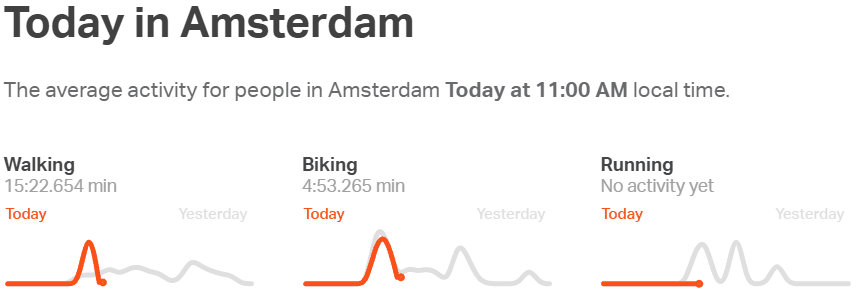 Today in Amsterdam
The average activity for people in Amsterdam Today at 11:00 AM local time.
Walking
15:22.654 min
Today
Yesterday
Biking
4:53.265 min
Today
Yesterday
Running
No activity yet
Today
Yesterday